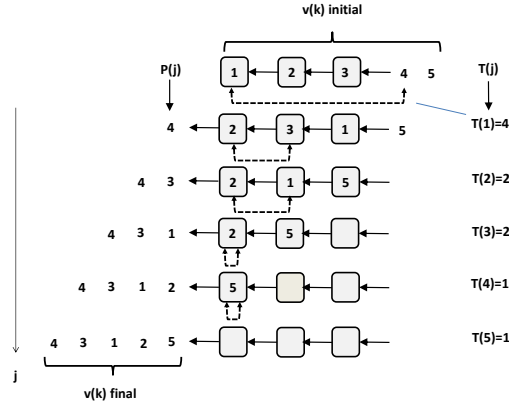 v(k) initial
P(j) 1 2 3 4 5 T(j)
4 2 3 1 5 T(1)=4
4 3 2 1 5 T(2)=2
4 3 1 2 5 T(3)=2
4 3 1 2 5 T(4)=1
4 3 1 2 5 T(5)=1
j
v(k) final